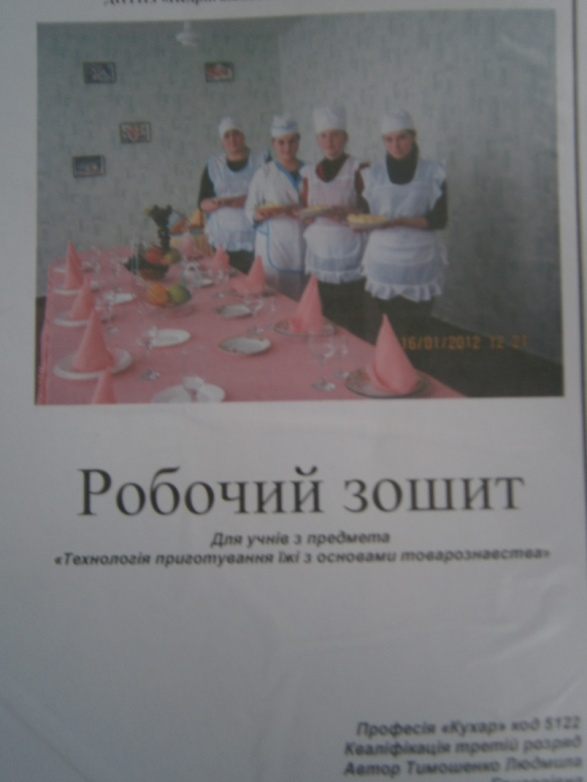 16/01/2012 12:21
Робочий зошит
Для учнів з предмета
«Технологія приготування їжі з основами товарознавства»
Професія «Кухар» код 5122
Кваліфікація третій розряд
Автор Тимошенко Людмила